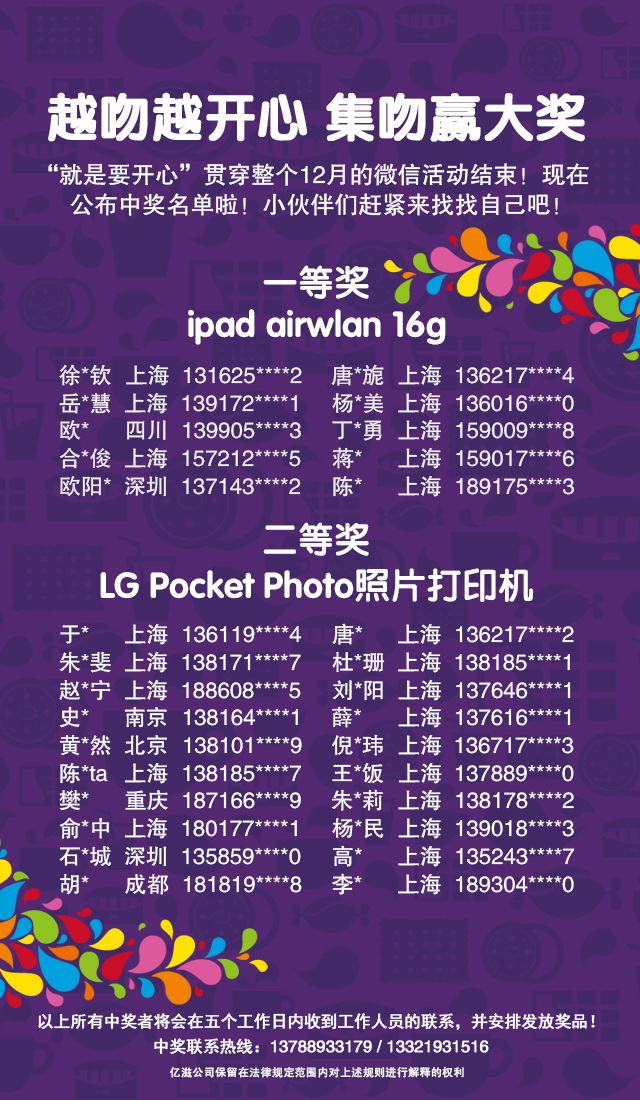 越吻越开心 集吻赢大奖
“就是要开心”贯穿整个12月的微信活动结束！现在
公布中奖名单啦！小伙伴们赶紧来找找自己吧！
一等奖
ipad airwlan 16g
徐*钦 上海 131625****2 唐*旎 上海 136217****4
岳*慧 上海 139172****1 杨*美 上海 136016****0
欧* 四川 139905****3 丁*勇 上海 159009****8
合*俊 上海 157212****5 蒋* 上海 159017****6
欧阳* 深圳 137143****2 陈* 上海 189175****3
二等奖
LG Pocket Photo照片打印机
于* 上海 136119****4 唐* 上海 136217****2
朱*斐 上海 138171****7 杜*珊 上海 138185****1
赵*宁 上海 188608****5 刘*阳 上海 137646****1
史* 南京 138164****1 薛* 上海 137616****1
黄*然 北京 138101****9 倪*玮 上海 136717****3
陈*ta 上海 138185****7 王*饭 上海 137889****0
樊* 重庆 187166****9 朱*莉 上海 138178****2
俞*中 上海 180177****1 杨*民 上海 139018****3
石*城 深圳 135859****0 高* 上海 135243****7
胡* 成都 181819****8 李* 上海 189304****0
以上所有中奖者将会在五个工作日内收到工作人员的联系，并安排发放奖品！
中奖联系热线：13788933179 / 13321931516
亿滋公司保留在法律规定范围内对上述规则进行解释的权利